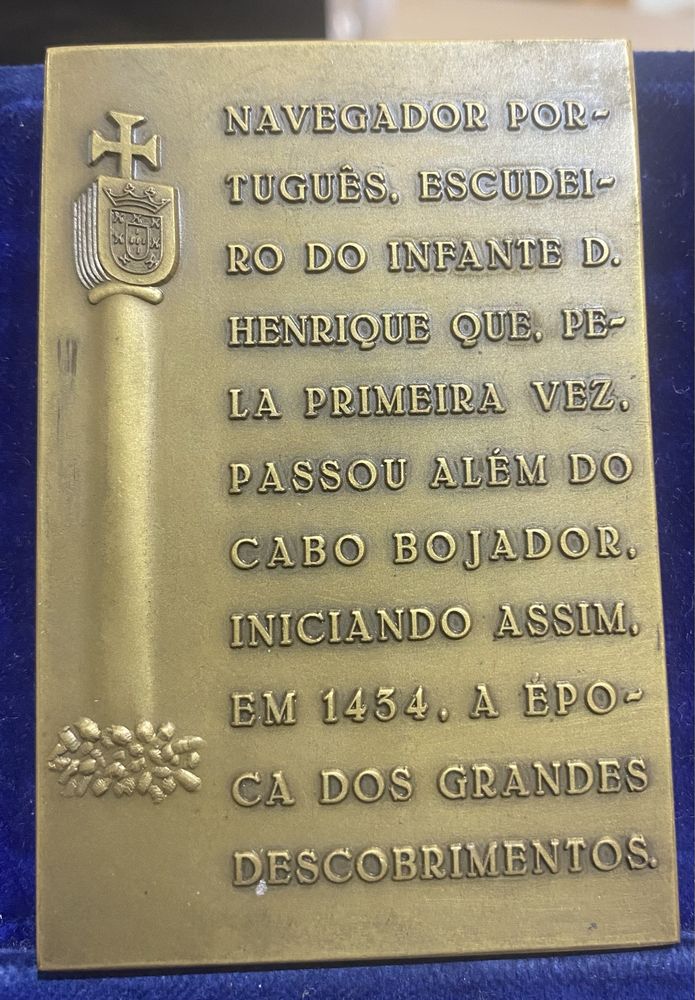 NAVEGADOR POR-
TUGUÊS, ESCUDEI-
RO DO INFANTE D.
HENRIQUE QUE, PE-
LA PRIMEIRA VEZ,
PASSOU ALÉM DO
CABO BOJADOR,
INICIANDO ASSIM,
EM 1434, A ÉPO-
CA DOS GRANDES
DESCOBRIMENTOS.